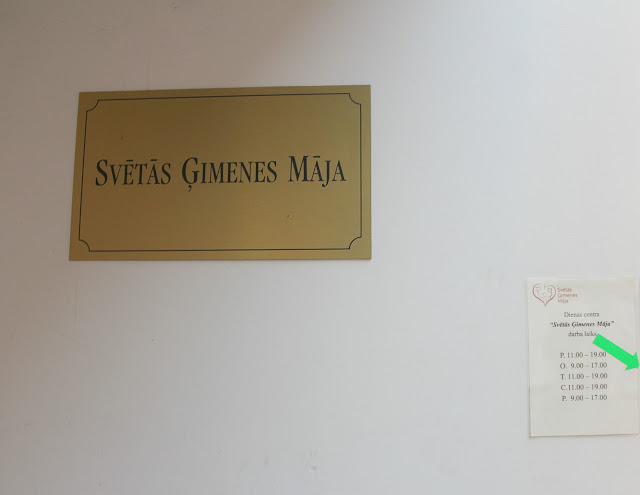 SVĒTĀS ĢIMENES MĀJA
Svētās
Ģimenes
Māja
Dienas centra
“Svētās Ģimenes Māja”
darba laiks
P. 11.00 – 19.00
O. 9.00 – 17.00
T. 11.00 – 19.00
C. 11.00 – 19.00
P. 9.00 – 17.00